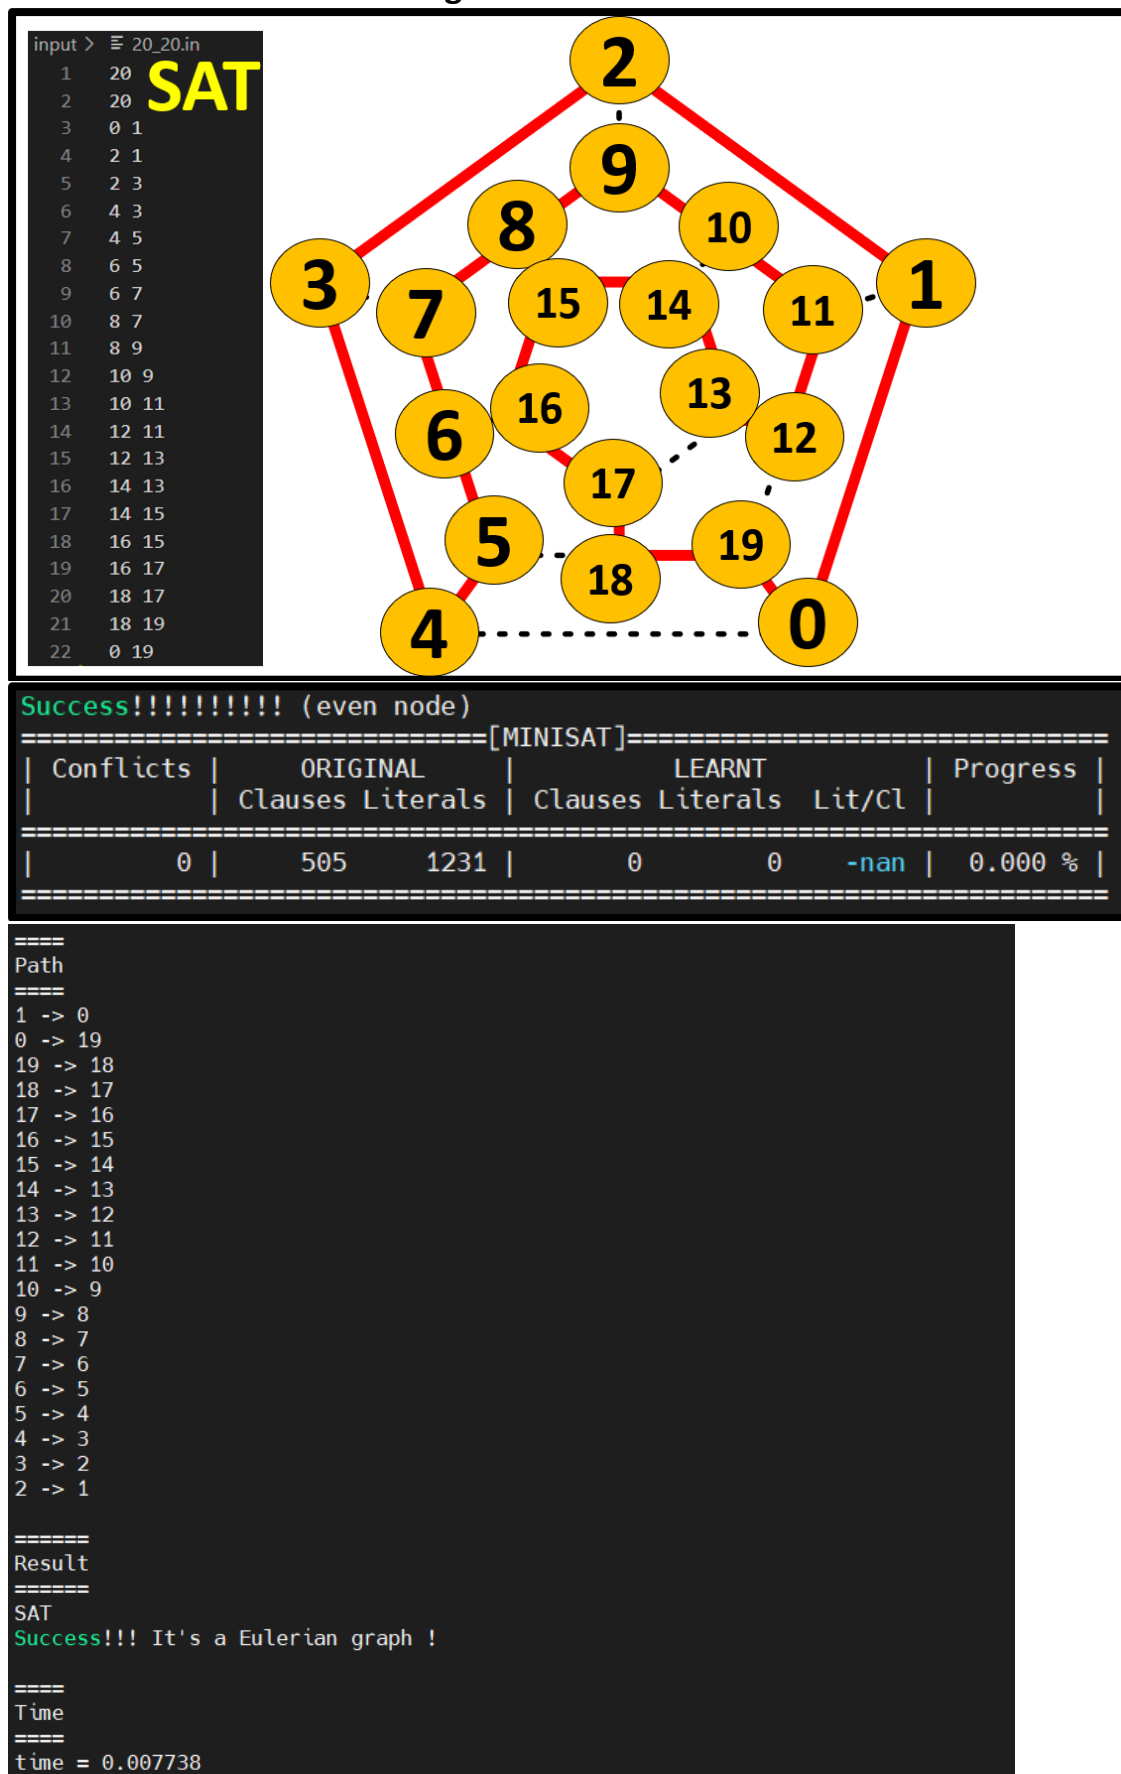 input > 20_20.in
SAT
1 20
2 20
3 0 1
4 2 1
5 2 3
6 4 3
7 4 5
8 6 5
9 6 7
10 8 7
11 8 9
12 10 9
13 10 11
14 12 11
15 12 13
16 14 13
17 14 15
18 16 15
19 16 17
20 18 17
21 18 19
22 0 19
2
9
8
10
3
7
15
14
11
1
6
16
13
12
17
5
18
19
4
0
Success!!!!!!!!!! (even node)
==============================[MINISAT]===============================
| Conflicts | ORIGINAL | LEARNT | Progress |
| | Clauses Literals | Clauses Literals Lit/Cl | |
======================================================================
| 0 | 505 1231 | 0 0 -nan | 0.000 % |
======================================================================
====
Path
====
1 -> 0
0 -> 19
19 -> 18
18 -> 17
17 -> 16
16 -> 15
15 -> 14
14 -> 13
13 -> 12
12 -> 11
11 -> 10
10 -> 9
9 -> 8
8 -> 7
7 -> 6
6 -> 5
5 -> 4
4 -> 3
3 -> 2
2 -> 1
======
Result
======
SAT
Success!!! It's a Eulerian graph !
====
Time
====
time = 0.007738